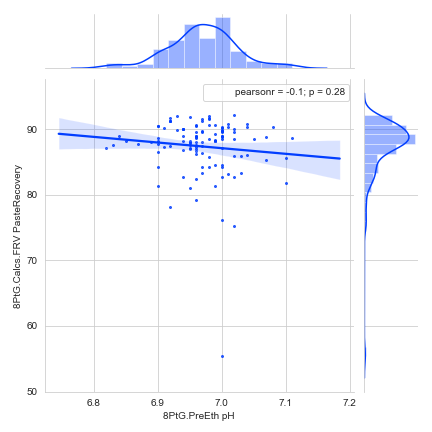 pearsonr = -0.1; p = 0.28
90
80
70
60
50
8PtG.Calcs.FRV PasteRecovery
6.8 6.9 7.0 7.1 7.2
8PtG.PreEth pH